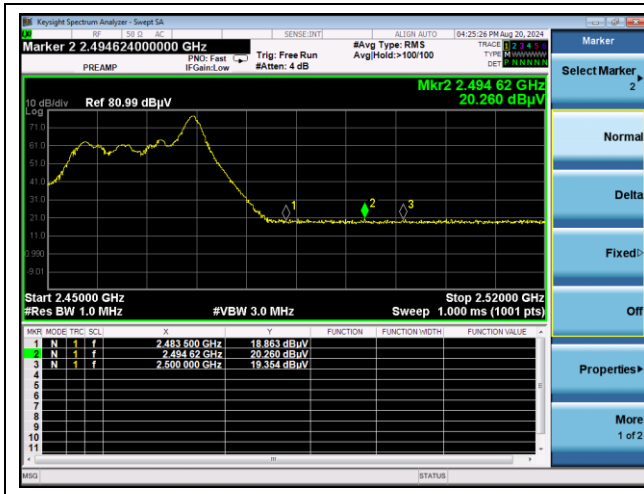 Keysight Spectrum Analyzer - Swept SA
RF 50 Ω AC SENSE:INT ALIGN AUTO 04:25:26 PM Aug 20, 2024
Marker 2 2.494624000000 GHz
PREAMP
PNO: Fast
IFGain:Low
Trig: Free Run
#Atten: 4 dB
#Avg Type: RMS
Avg|Hold:>100/100
TRACE 1 2 3 4 5 6
TYPE M WWWWW
DET P N N N N N
Mkr2 2.494 62 GHz
20.260 dBµV
10 dB/div Ref 80.99 dBµV
Log
71.0
61.0
51.0
41.0
31.0
21.0
11.0
0.990
-9.01
1
2
3
Start 2.45000 GHz Stop 2.52000 GHz
#Res BW 1.0 MHz #VBW 3.0 MHz Sweep 1.000 ms (1001 pts)
MKR MODE TRC SCL X Y FUNCTION FUNCTION WIDTH FUNCTION VALUE
1 N 1 f 2.483 500 GHz 18.863 dBµV
2 N 1 f 2.494 62 GHz 20.260 dBµV
3 N 1 f 2.500 000 GHz 19.354 dBµV
4
5
6
7
8
9
10
11
MSG STATUS
Marker
Select Marker
2
Normal
Delta
Fixed
Off
Properties
More
1 of 2